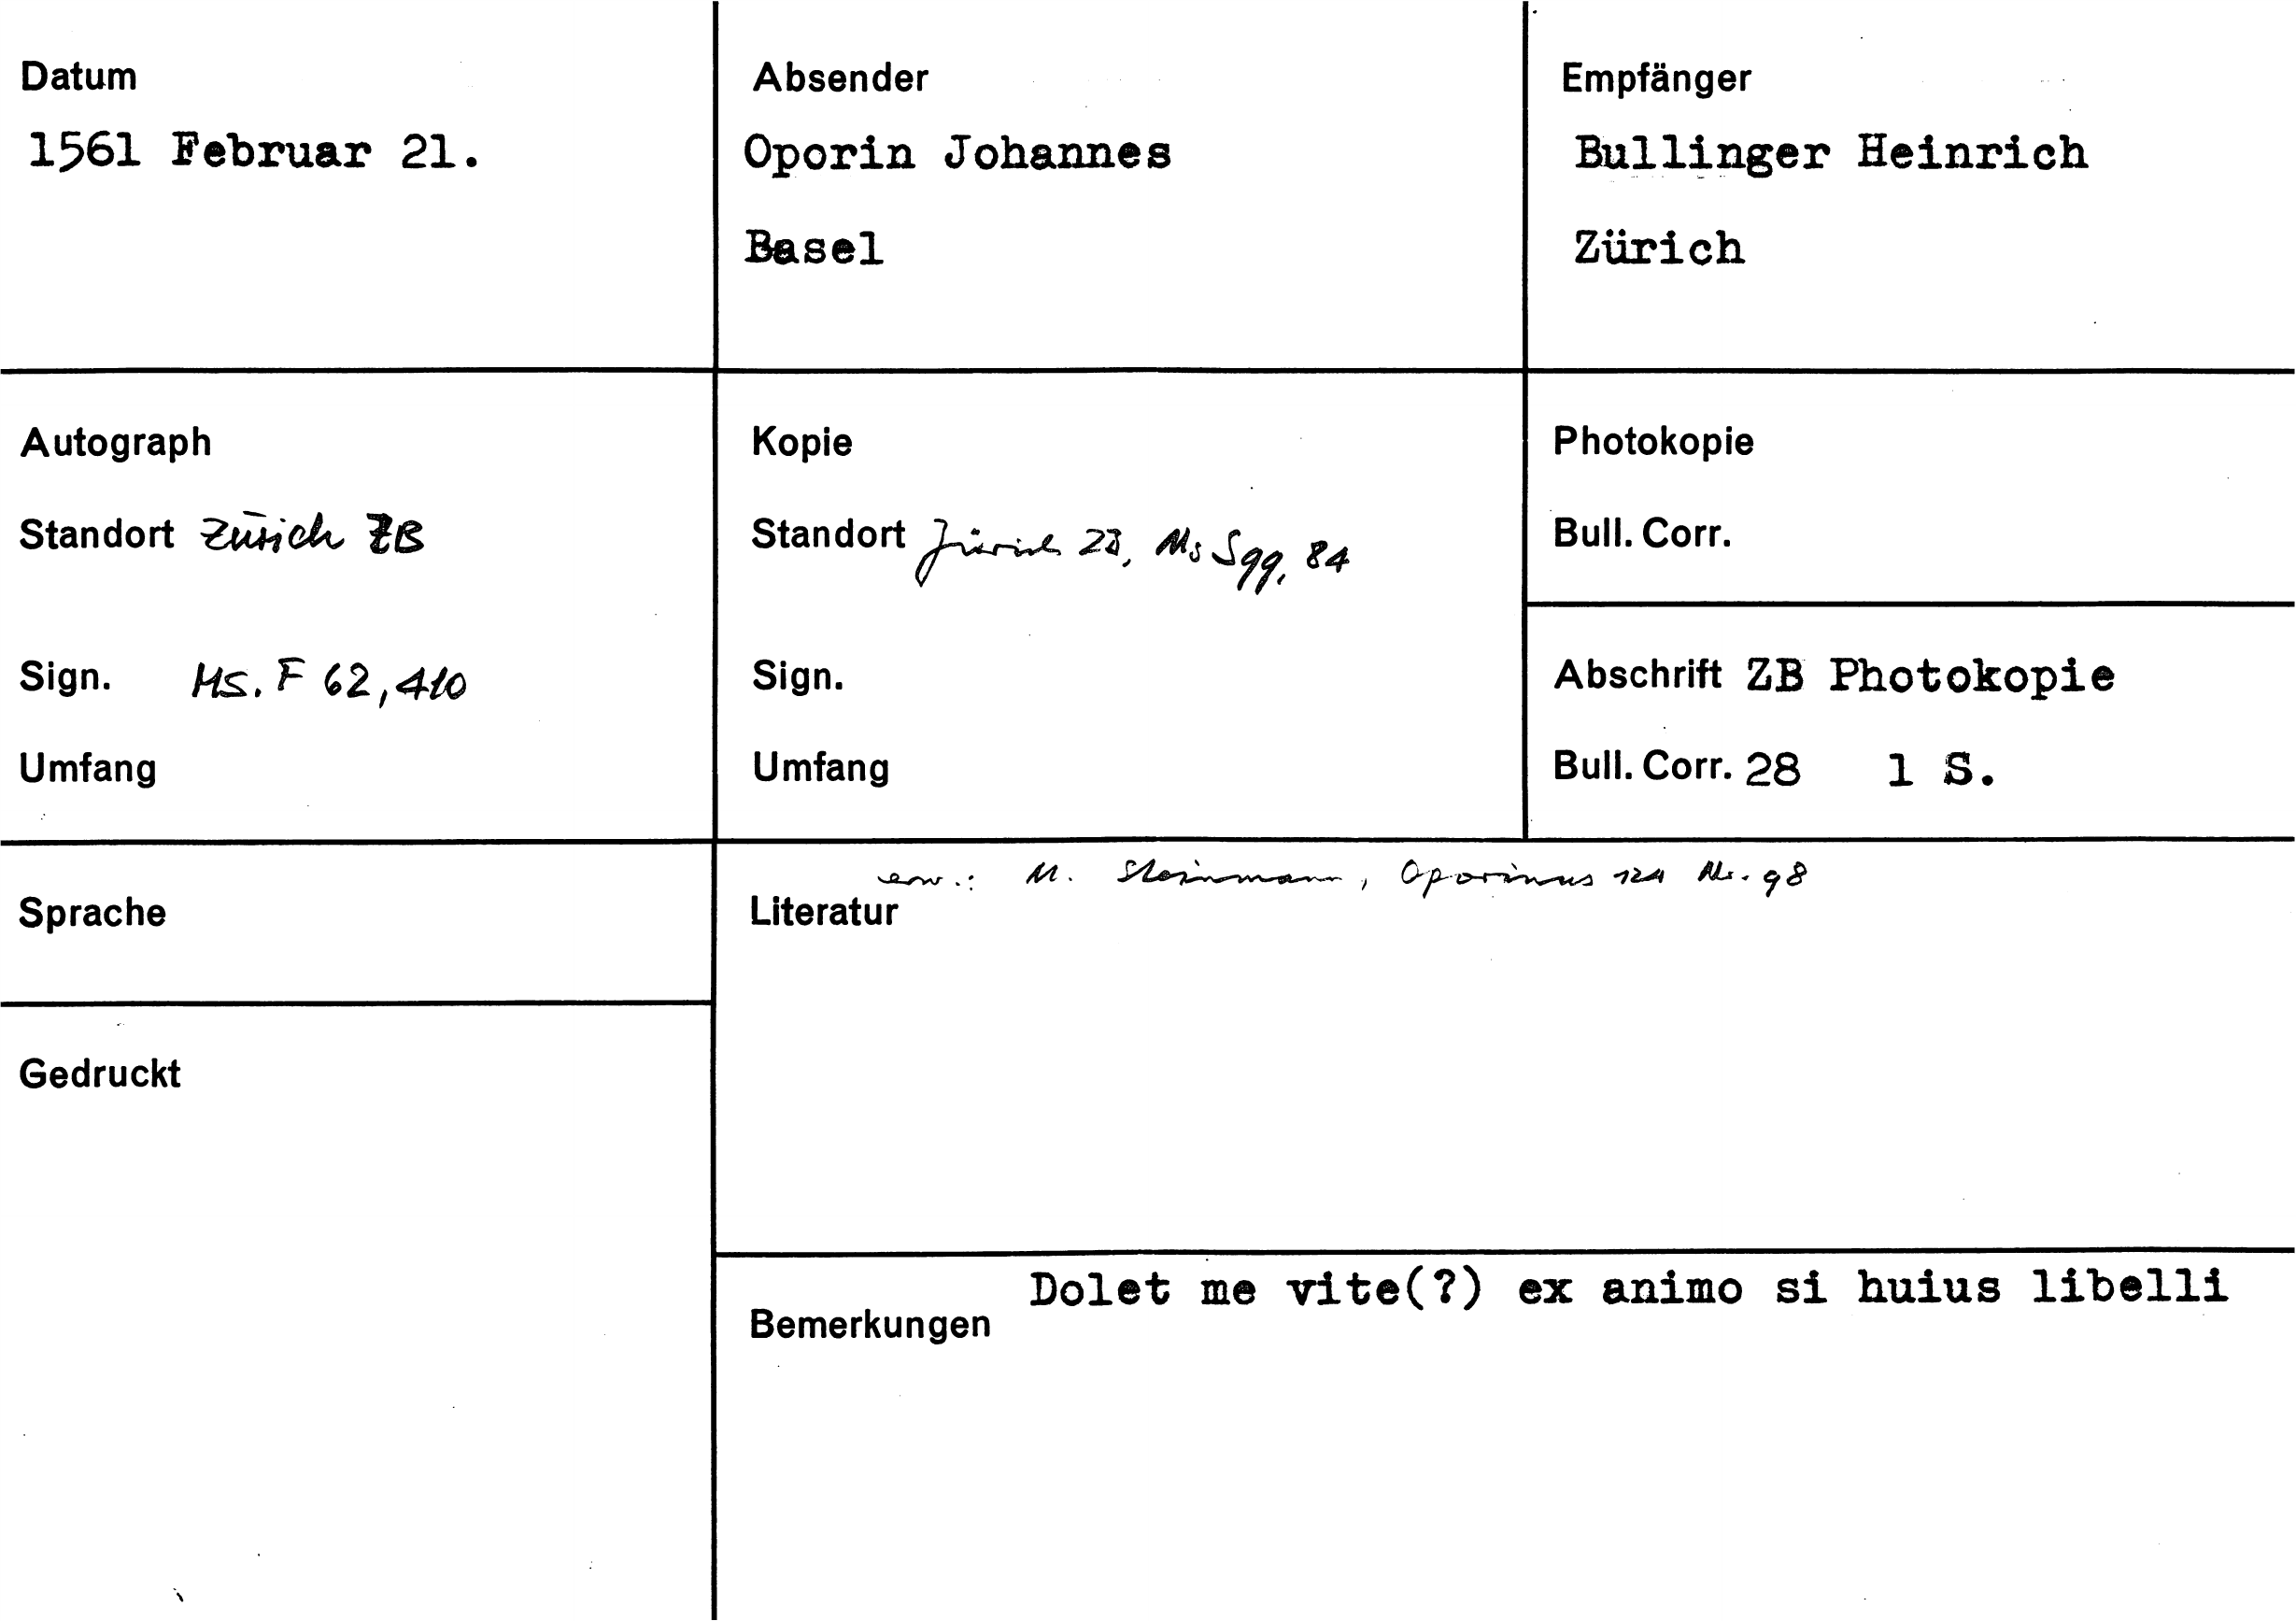 Datum
1561 Februar 21.
Absender
Oporin Johannes
Basel
Empfänger
Bullinger Heinrich
Zürich
Autograph
Standort Zürich ZB
Sign. Ms. F 62, 410
Umfang
Kopie
Standort Zürich ZB, Ms S 99, 84
Sign.
Umfang
Photokopie
Bull. Corr.
Abschrift ZB Photokopie
Bull. Corr. 28 1 S.
Sprache
Gedruckt
erw.: M. Steinmann, Oporinus 121 Nr. 98
Literatur
Dolet me vite(?) ex animo si huius libelli
Bemerkungen